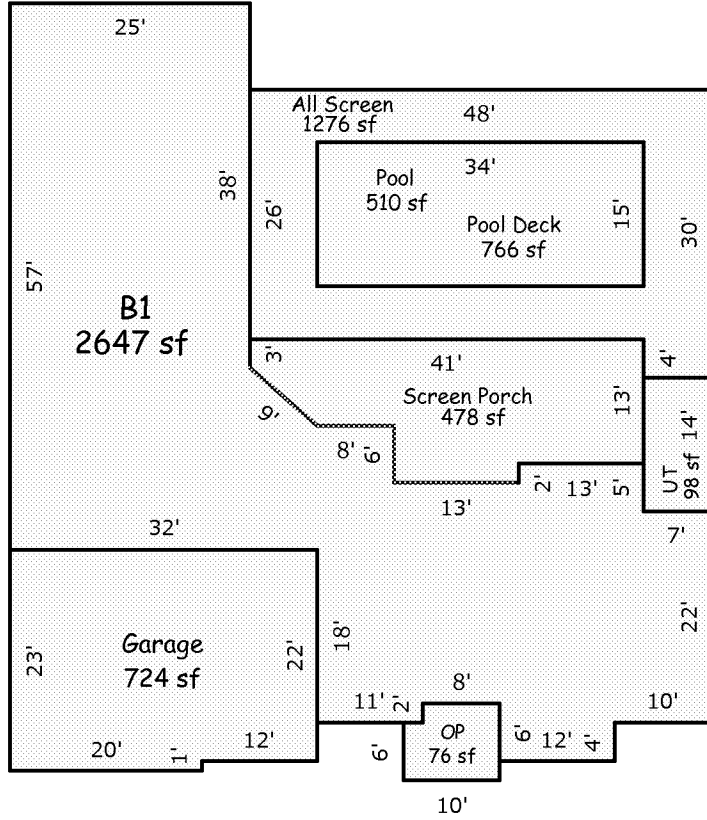 25'
All Screen
1276 sf
48'
34'
Pool
510 sf
38'
26'
15'
Pool Deck
766 sf
30'
57'
B1
2647 sf
3'
41'
4'
Screen Porch
478 sf
13'
9'
8'
6'
14'
UT
98 sf
13'
2'
13'
5'
7'
32'
23'
Garage
724 sf
22'
18'
22'
11'
2'
8'
10'
20'
1'
12'
6'
OP
76 sf
6'
12'
4'
10'